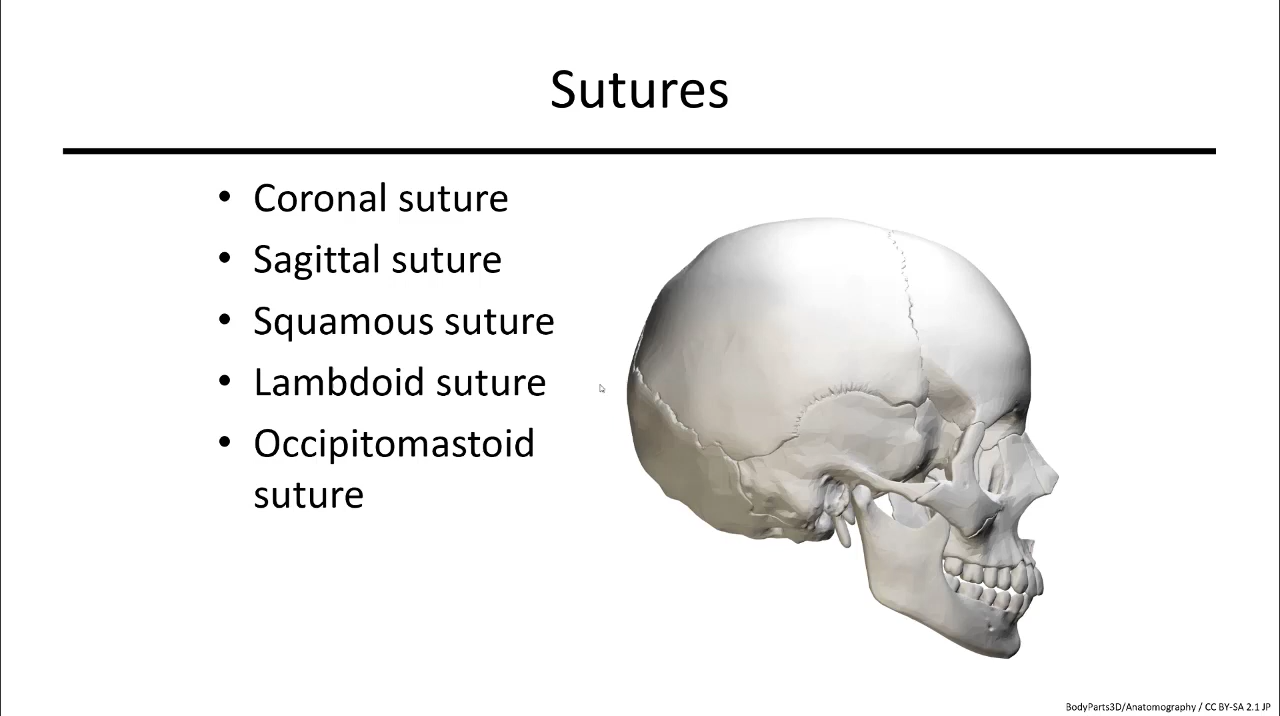 Sutures
• Coronal suture
• Sagittal suture
• Squamous suture
• Lambdoid suture
• Occipitomastoid
suture
BodyParts3D/Anatomography / CC BY-SA 2.1 JP